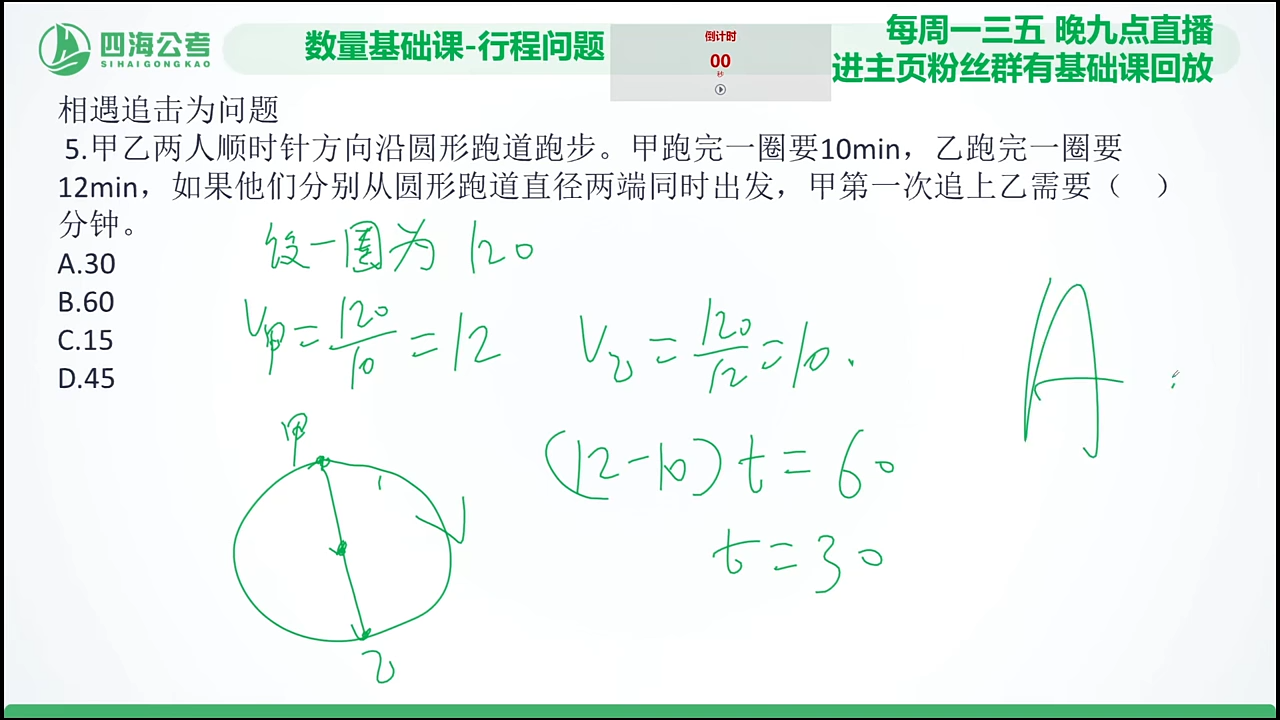 四海公考
SIHAIGONGKAO
数量基础课-行程问题
倒计时
00
秒
每周一三五 晚九点直播
进主页粉丝群有基础课回放
相遇追击为问题
5.甲乙两人顺时针方向沿圆形跑道跑步。甲跑完一圈要10min，乙跑完一圈要
12min，如果他们分别从圆形跑道直径两端同时出发，甲第一次追上乙需要（ ）
分钟。
A.30
B.60
C.15
D.45
设一圈为 120
V甲=120/10=12
V乙=120/12=10.
(12-10)t=60
t=30
A
甲
乙